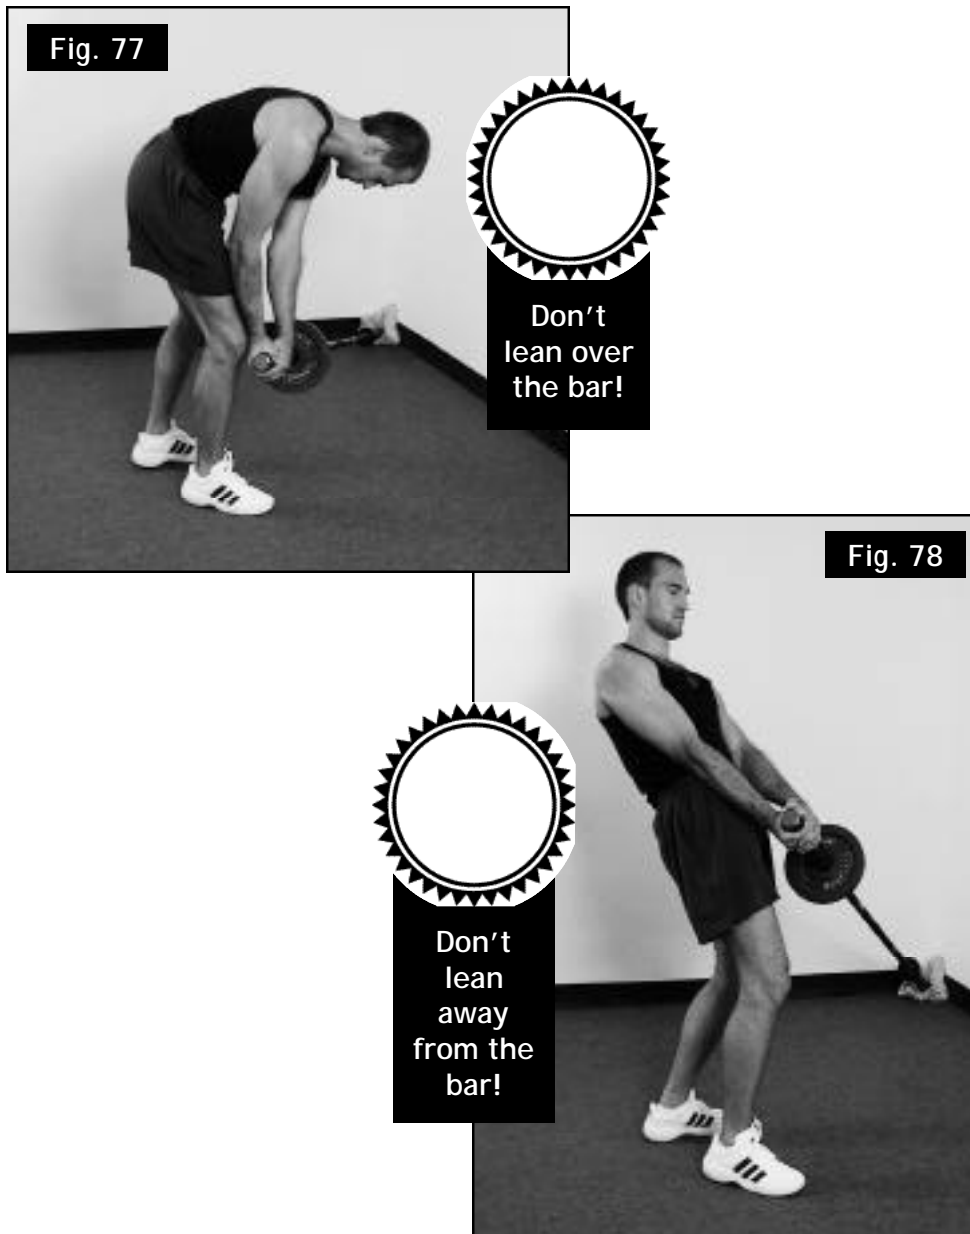 Fig. 77
Don't
lean over
the bar!
Fig. 78
Don't
lean
away
from the
bar!